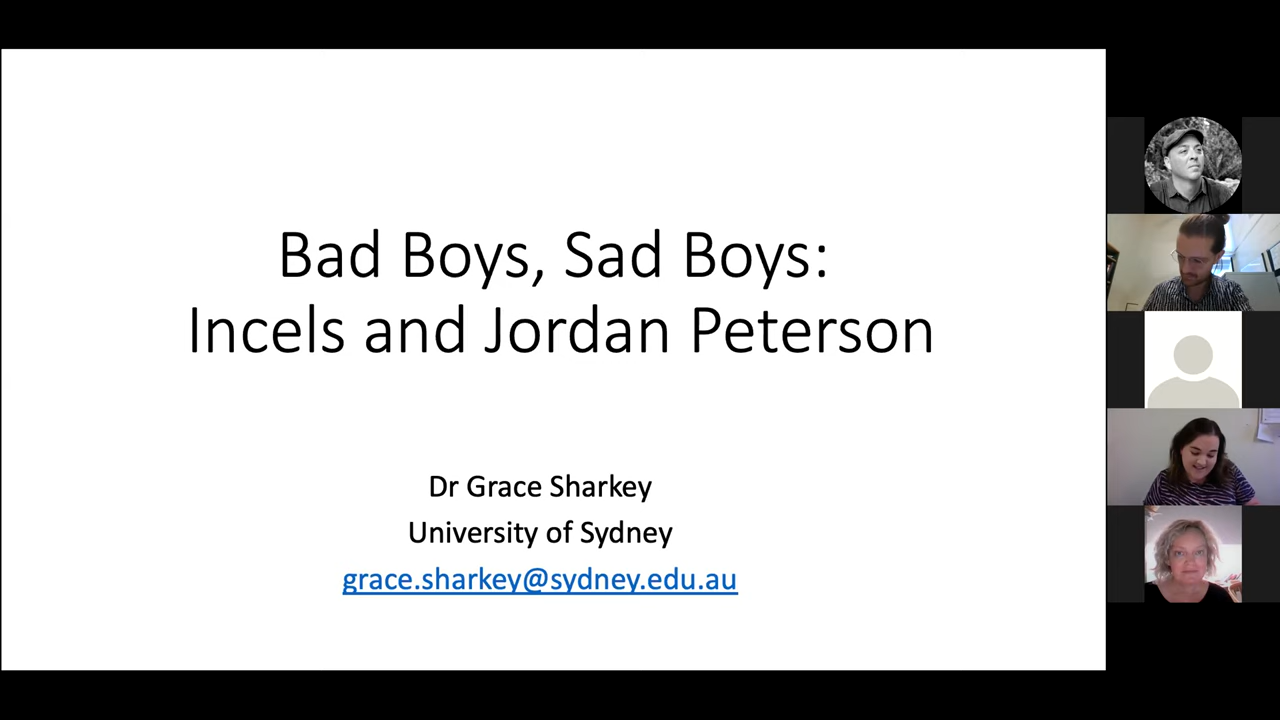 Bad Boys, Sad Boys:
Incels and Jordan Peterson
Dr Grace Sharkey
University of Sydney
grace.sharkey@sydney.edu.au